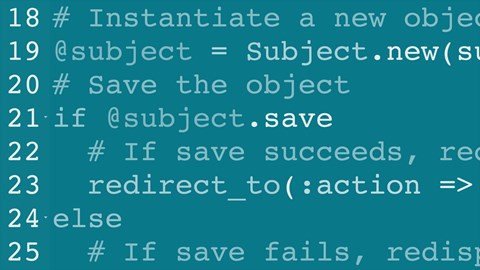 18 # Instantiate a new objec
19 @subject = Subject.new(su
20 # Save the object
21 if @subject.save
22 # If save succeeds, red
23 redirect_to(:action =>
24 else
25 # If save fails, redisp